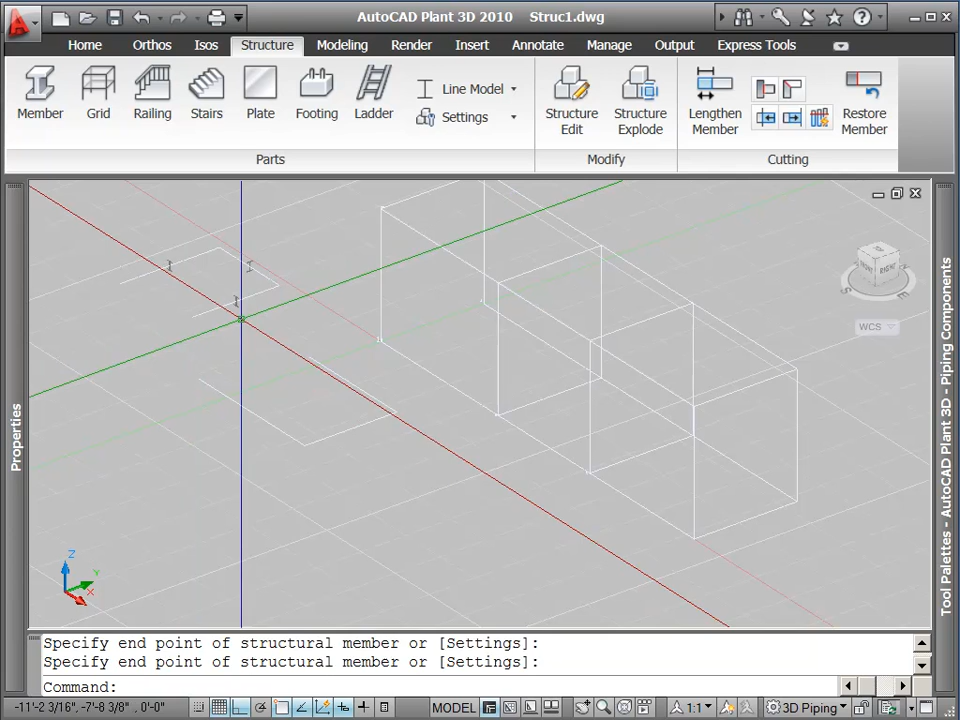 AutoCAD Plant 3D 2010 Struc1.dwg
Home Orthos Isos Structure Modeling Render Insert Annotate Manage Output Express Tools
Member Grid Railing Stairs Plate Footing Ladder
Line Model
Settings
Structure Edit
Structure Explode
Lengthen Member
Restore Member
Parts Modify Cutting
FRONT RIGHT
E
WCS
Properties
Tool Palettes - AutoCAD Plant 3D - Piping Components
Z
Y
X
Specify end point of structural member or [Settings]:
Specify end point of structural member or [Settings]:
Command:
-11'-2 3/16", -7'-8 3/8" , 0'-0" MODEL 1:1 3D Piping